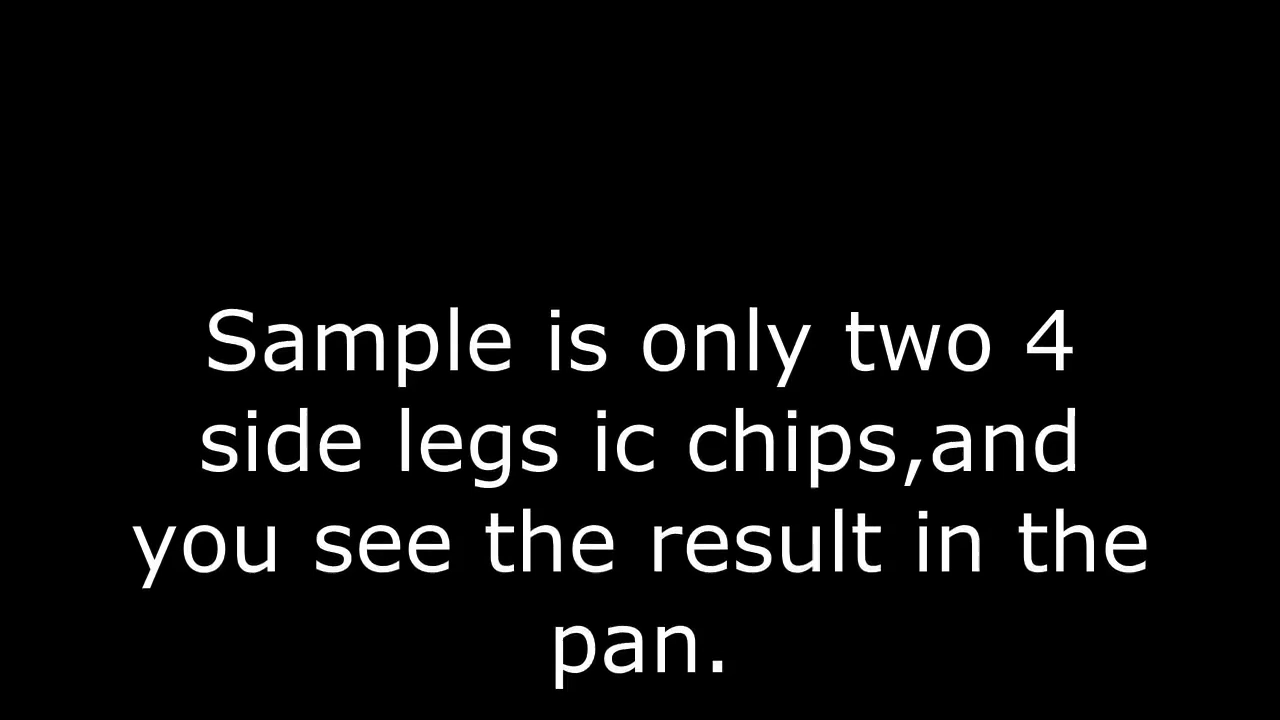 Sample is only two 4
side legs ic chips,and
you see the result in the
pan.